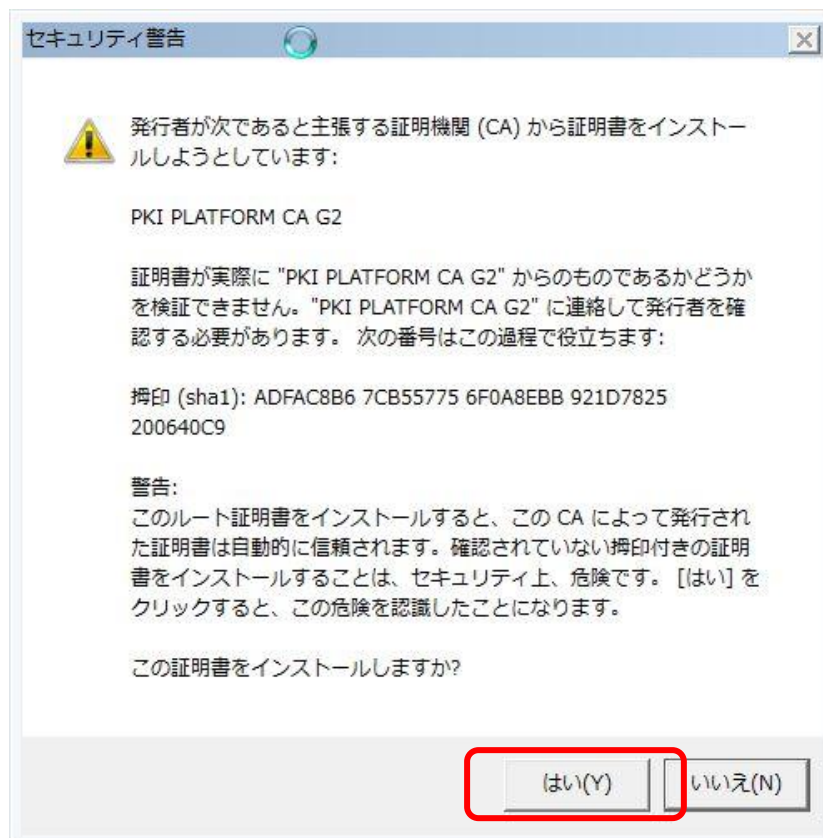 セキュリティ警告
発行者が次であると主張する証明機関 (CA) から証明書をインストー
ルしようとしています:
PKI PLATFORM CA G2
証明書が実際に "PKI PLATFORM CA G2" からのものであるかどうか
を検証できません。"PKI PLATFORM CA G2" に連絡して発行者を確
認する必要があります。 次の番号はこの過程で役立ちます:
拇印 (sha1): ADFAC8B6 7CB55775 6F0A8EBB 921D7825
200640C9
警告:
このルート証明書をインストールすると、この CA によって発行され
た証明書は自動的に信頼されます。確認されていない拇印付きの証明
書をインストールすることは、セキュリティ上、危険です。 [はい] を
クリックすると、この危険を認識したことになります。
この証明書をインストールしますか?
はい(Y) いいえ(N)